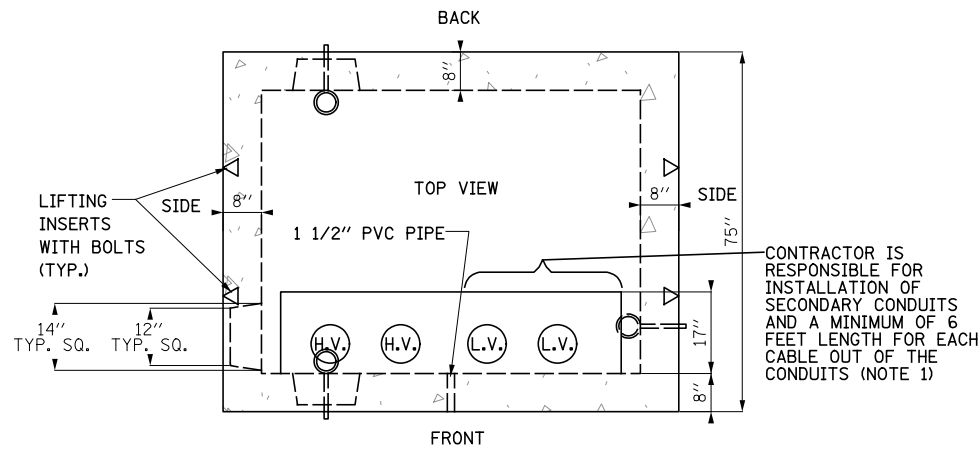 BACK
8"
TOP VIEW
LIFTING
INSERTS
WITH BOLTS
(TYP.)
SIDE
8"
8"
SIDE
75"
1 1/2" PVC PIPE
CONTRACTOR IS
RESPONSIBLE FOR
INSTALLATION OF
SECONDARY CONDUITS
AND A MINIMUM OF 6
FEET LENGTH FOR EACH
CABLE OUT OF THE
CONDUITS (NOTE 1)
14"
TYP. SQ.
12"
TYP. SQ.
H.V.
H.V.
L.V.
L.V.
17"
8"
FRONT